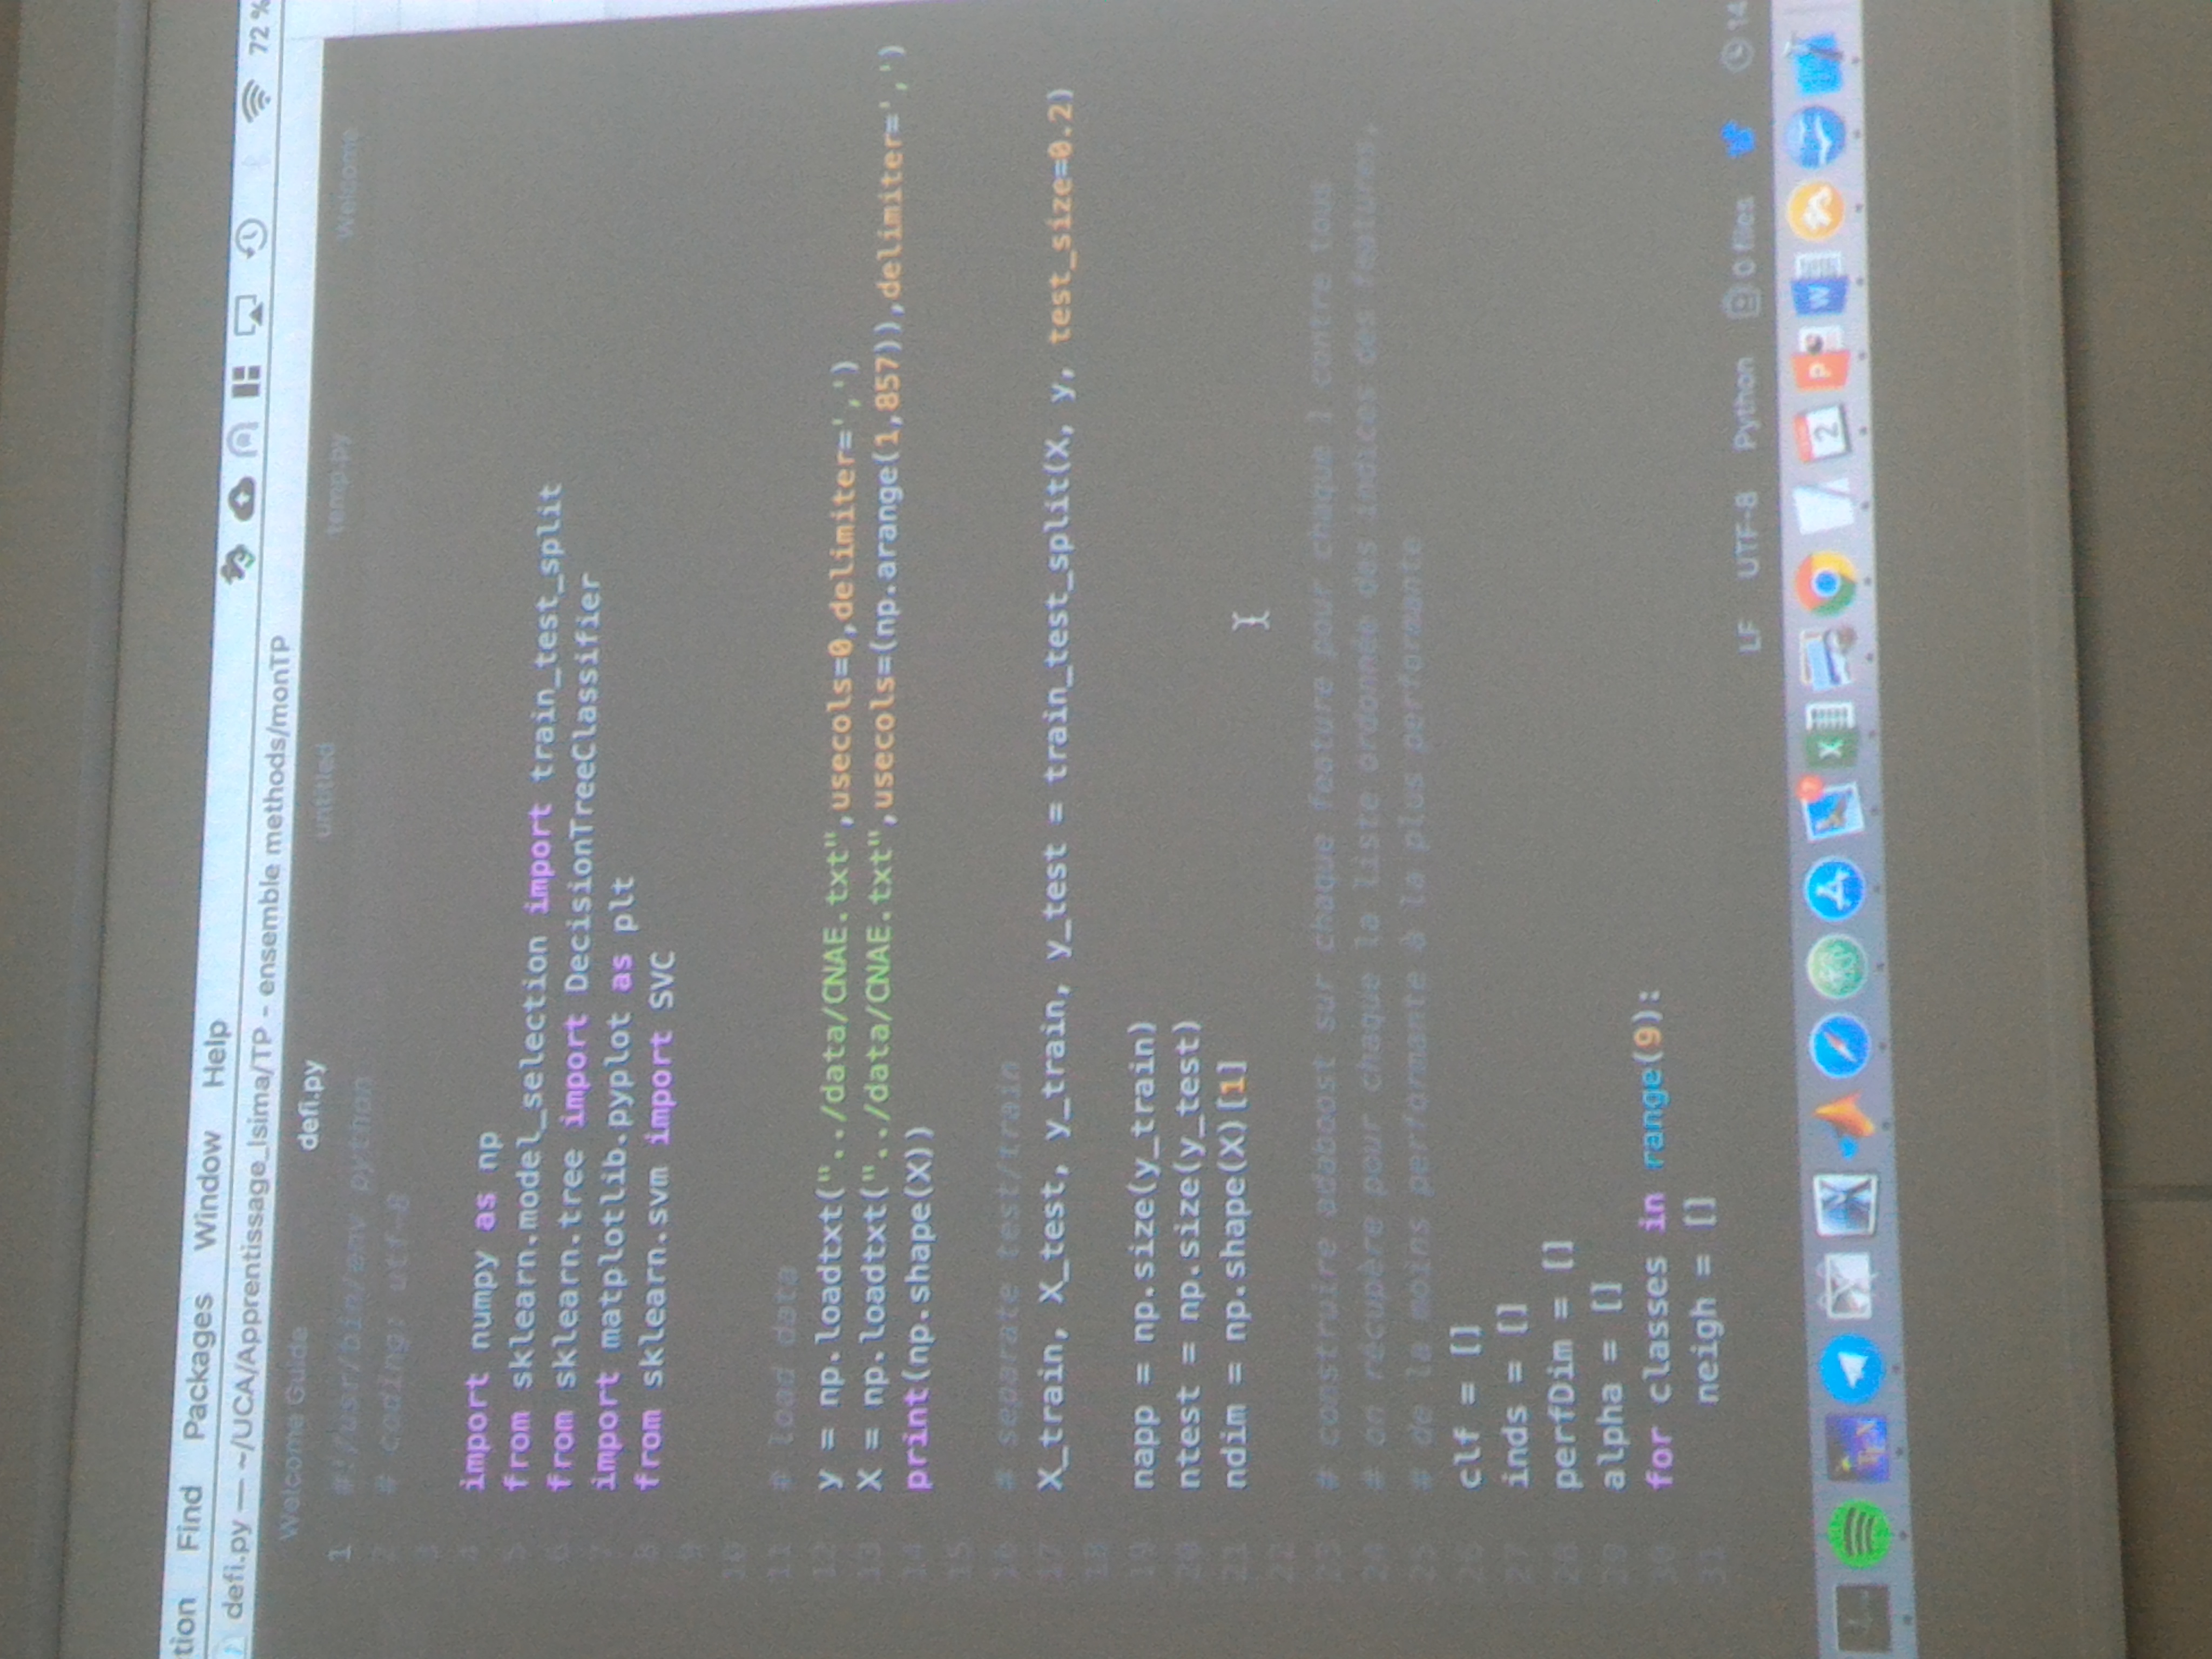 tion Find Packages Window Help 72 %
defi.py — ~/UCA/Apprentissage_Isima/TP - ensemble methods/monTP
Welcome Guide defi.py untitled temp.py Welcome
1 #!/usr/bin/env python
2 # coding: utf-8
3
4 import numpy as np
5 from sklearn.model_selection import train_test_split
6 from sklearn.tree import DecisionTreeClassifier
7 import matplotlib.pyplot as plt
8 from sklearn.svm import SVC
9
10
11 # load data
12 y = np.loadtxt("../data/CNAE.txt",usecols=0,delimiter=',')
13 X = np.loadtxt("../data/CNAE.txt",usecols=(np.arange(1,857)),delimiter=',')
14 print(np.shape(X))
15
16 # separate test/train
17 X_train, X_test, y_train, y_test = train_test_split(X, y, test_size=0.2)
18
19 napp = np.size(y_train)
20 ntest = np.size(y_test)
21 ndim = np.shape(X)[1]
22
23 # construire adaboost sur chaque feature pour chaque 1 contre tous
24 # on récupère pour chaque la liste ordonnée des indices des features,
25 # de la moins performante à la plus performante
26 clf = []
27 inds = []
28 perfDim = []
29 alpha = []
30 for classes in range(9):
31 neigh = []
LF UTF-8 Python 0 files 14
TEX X X 7 X 2 P W